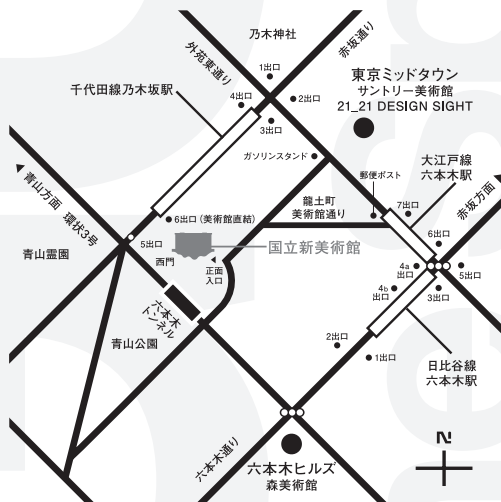 乃木神社
外苑東通り
赤坂通り
1出口
東京ミッドタウン
サントリー美術館
21_21 DESIGN SIGHT
千代田線乃木坂駅
4出口
2出口
3出口
ガソリンスタンド
郵便ポスト
大江戸線
六本木駅
青山方面
環状3号
龍土町
美術館通り
7出口
赤坂方面
6出口(美術館直結)
青山霊園
5出口
西門
正面
入口
国立新美術館
6出口
4a
出口
5出口
4b
出口
3出口
六本木
トンネル
青山公園
2出口
1出口
日比谷線
六本木駅
六本木通り
六本木ヒルズ
森美術館
N